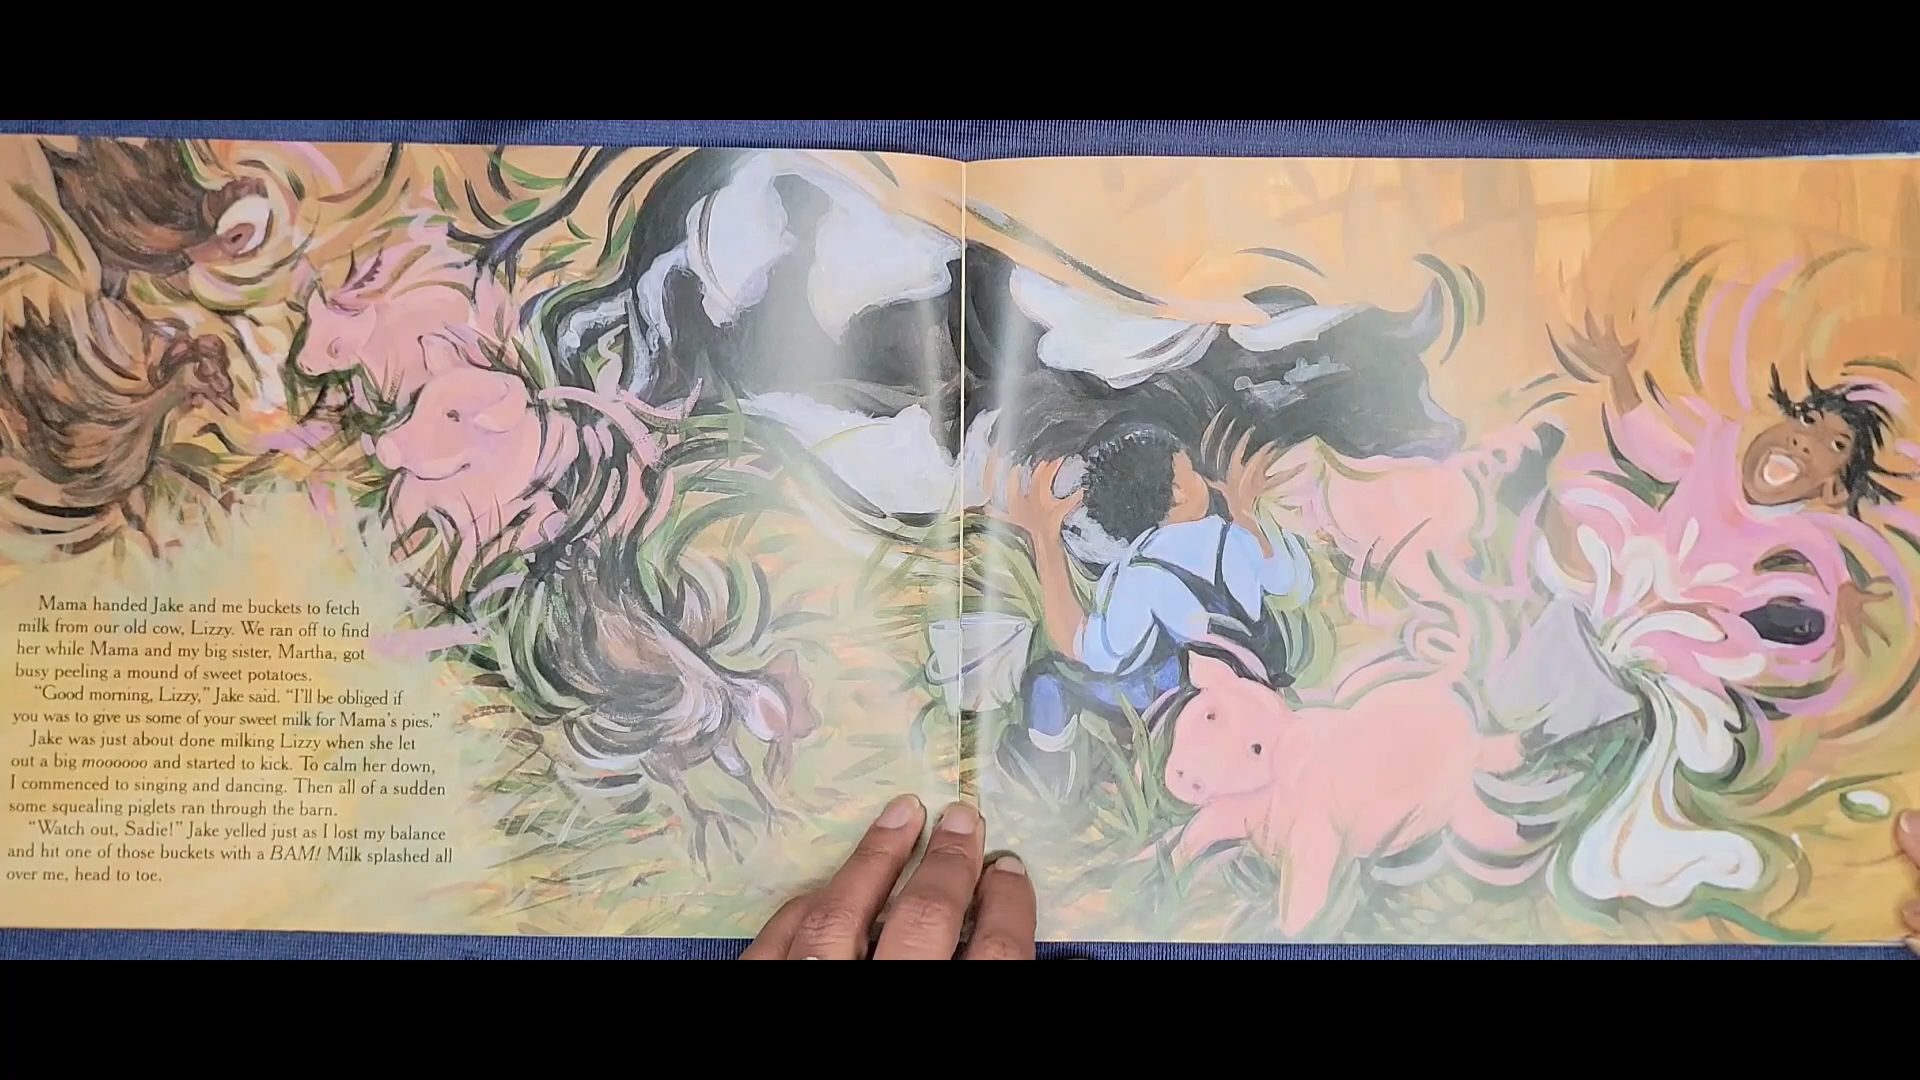 Mama handed Jake and me buckets to fetch
milk from our old cow, Lizzy. We ran off to find
her while Mama and my big sister, Martha, got
busy peeling a mound of sweet potatoes.
“Good morning, Lizzy,” Jake said. “I’ll be obliged if
you was to give us some of your sweet milk for Mama’s pies.”
Jake was just about done milking Lizzy when she let
out a big moooooo and started to kick. To calm her down,
I commenced to singing and dancing. Then all of a sudden
some squealing piglets ran through the barn.
“Watch out, Sadie!” Jake yelled just as I lost my balance
and hit one of those buckets with a BAM! Milk splashed all
over me, head to toe.